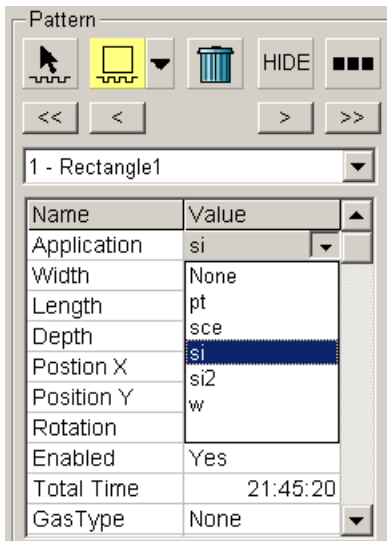 Pattern
HIDE
<< < > >>
1 - Rectangle1
Name Value
Application si
Width None
Length pt
Depth sce
Postion X si
Position Y si2
Rotation w
Enabled Yes
Total Time 21:45:20
GasType None